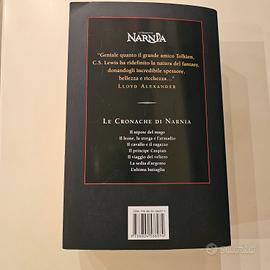 NARNIA
"Geniale quanto il grande amico Tolkien,
C.S. Lewis ha ridefinito la natura del fantasy,
donandogli incredibile spessore,
bellezza e ricchezza..."
LLOYD ALEXANDER
LE CRONACHE DI NARNIA
Il nipote del mago
Il leone, la strega e l'armadio
Il cavallo e il ragazzo
Il principe Caspian
Il viaggio del veliero
La sedia d'argento
L'ultima battaglia
subito